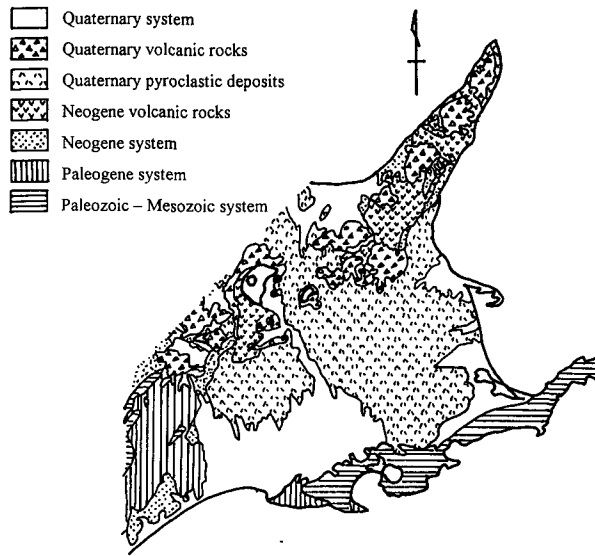 Quaternary system
Quaternary volcanic rocks
Quaternary pyroclastic deposits
Neogene volcanic rocks
Neogene system
Paleogene system
Paleozoic – Mesozoic system